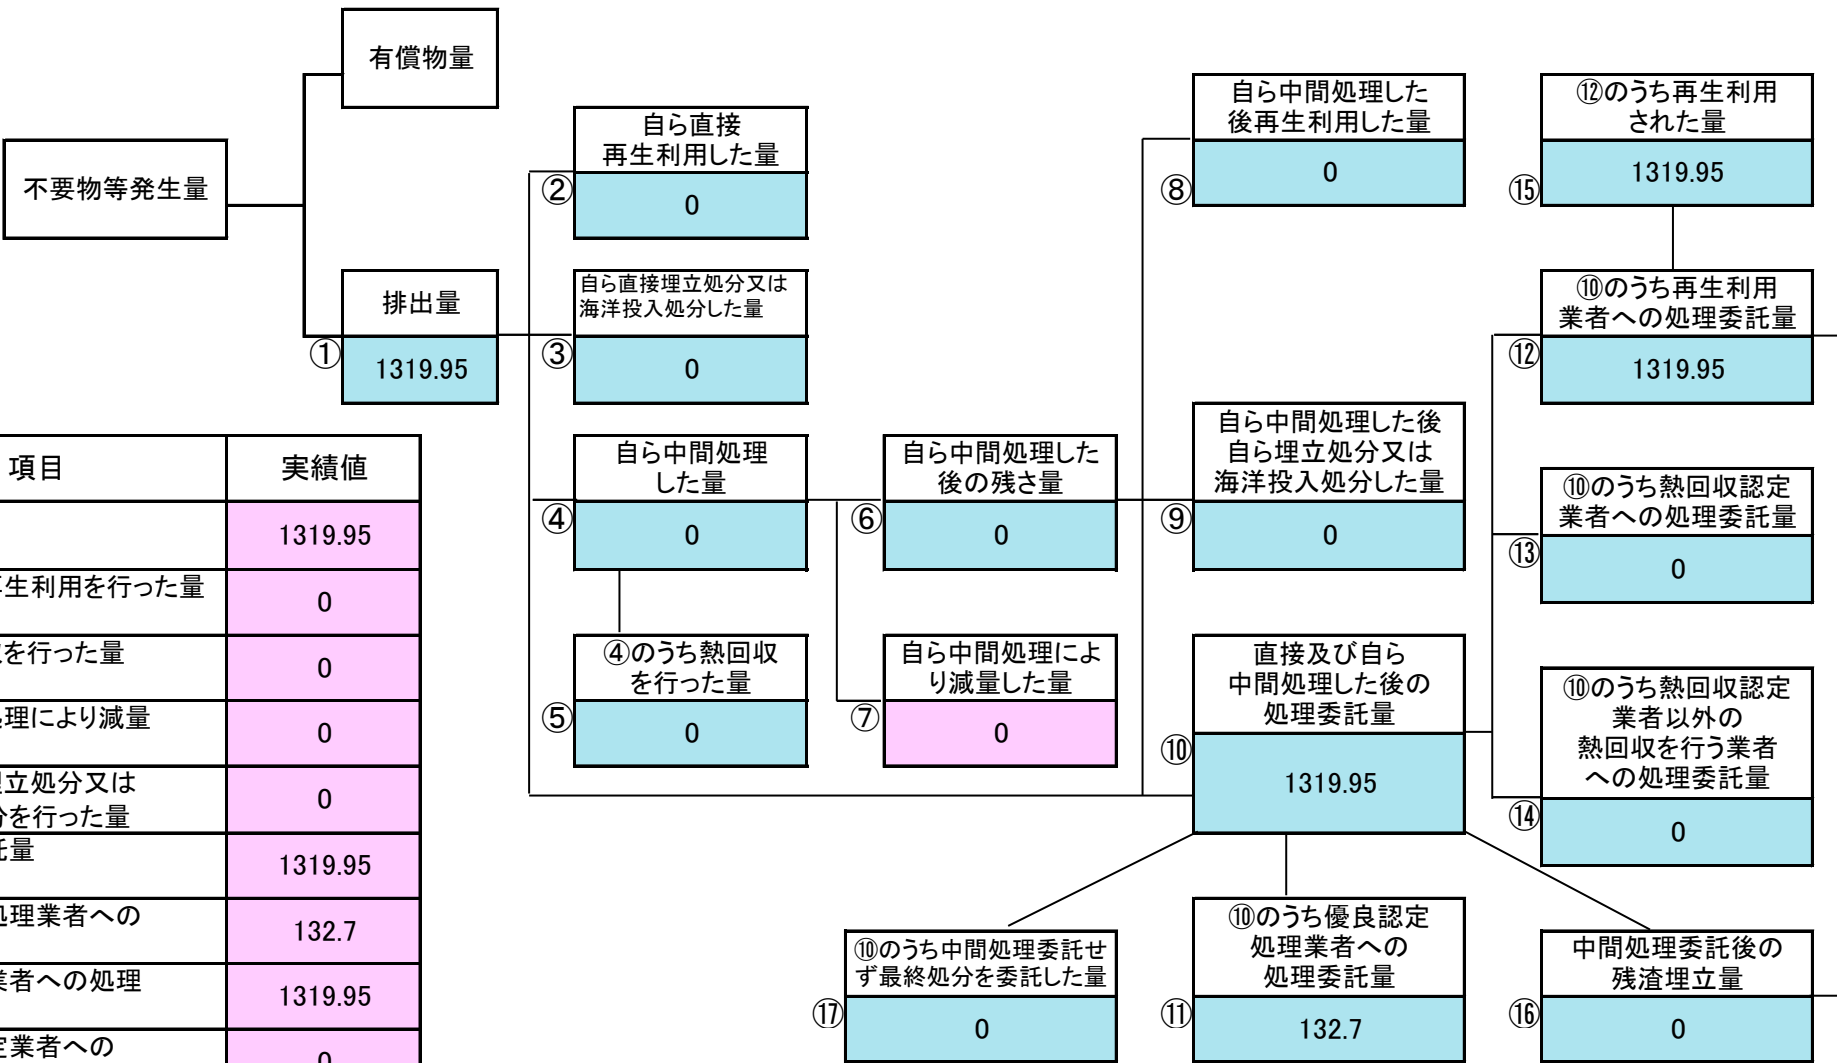 有償物量
不要物等発生量
排出量
①
1319.95
自ら直接
再生利用した量
②
0
自ら直接埋立処分又は
海洋投入処分した量
③
0
自ら中間処理
した量
④
0
④のうち熱回収
を行った量
⑤
0
自ら中間処理した
後の残さ量
⑥
0
自ら中間処理によ
り減量した量
⑦
0
自ら中間処理した
後再生利用した量
⑧
0
自ら中間処理した後
自ら埋立処分又は
海洋投入処分した量
⑨
0
直接及び自ら
中間処理した後の
処理委託量
⑩
1319.95
⑩のうち優良認定
処理業者への
処理委託量
⑪
132.7
⑫のうち再生利用
された量
⑮
1319.95
⑩のうち再生利用
業者への処理委託量
⑫
1319.95
⑩のうち熱回収認定
業者への処理委託量
⑬
0
⑩のうち熱回収認定
業者以外の
熱回収を行う業者
への処理委託量
⑭
0
中間処理委託後の
残渣埋立量
⑯
0
⑩のうち中間処理委託せ
ず最終処分を委託した量
⑰
0
項目 実績値
1319.95
生利用を行った量
0
を行った量
0
理により減量
0
立処分又は
を行った量
0
量
1319.95
処理業者への
132.7
業者への処理
1319.95
業者への
0